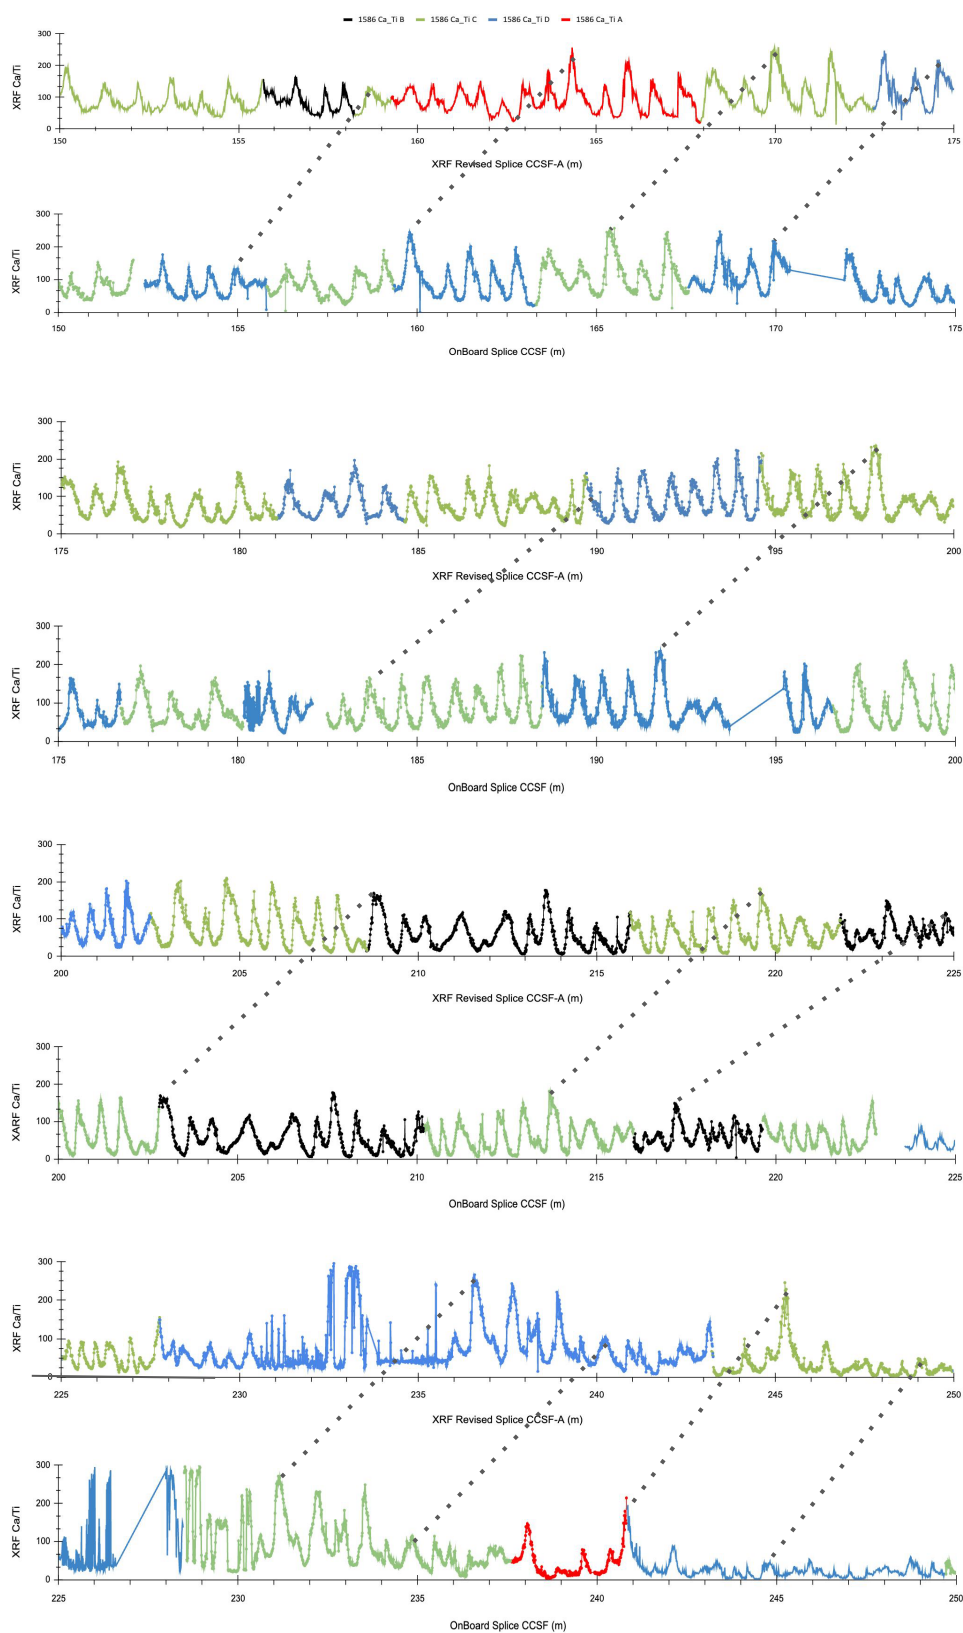 1586 Ca_Ti B 1586 Ca_Ti C 1586 Ca_Ti D 1586 Ca_Ti A
300
200
100
0
XRF Ca/Ti
150 155 160 165 170 175
XRF Revised Splice CCSF-A (m)
300
200
100
0
XRF Ca/Ti
150 155 160 165 170 175
OnBoard Splice CCSF (m)
300
200
100
0
XRF Ca/Ti
175 180 185 190 195 200
XRF Revised Splice CCSF-A (m)
300
200
100
0
XRF Ca/Ti
175 180 185 190 195 200
OnBoard Splice CCSF (m)
300
200
100
0
XRF Ca/Ti
200 205 210 215 220 225
XRF Revised Splice CCSF-A (m)
300
200
100
0
XARF Ca/Ti
200 205 210 215 220 225
OnBoard Splice CCSF (m)
300
200
100
0
XRF Ca/Ti
225 230 235 240 245 250
XRF Revised Splice CCSF-A (m)
300
200
100
0
XRF Ca/Ti
225 230 235 240 245 250
OnBoard Splice CCSF (m)